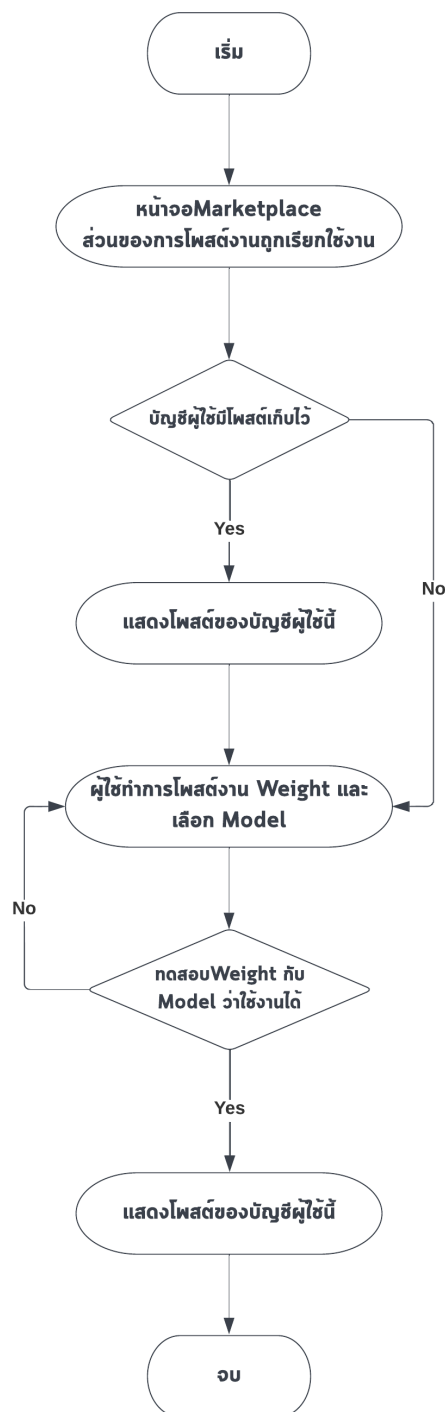 เริ่ม
หน้าจอMarketplace
ส่วนของการโพสต์งานถูกเรียกใช้งาน
บัญชีผู้ใช้มีโพสต์เก็บไว้
Yes
No
แสดงโพสต์ของบัญชีผู้ใช้นี้
ผู้ใช้ทำการโพสต์งาน Weight และ
เลือก Model
No
ทดสอบWeight กับ
Model ว่าใช้งานได้
Yes
แสดงโพสต์ของบัญชีผู้ใช้นี้
จบ